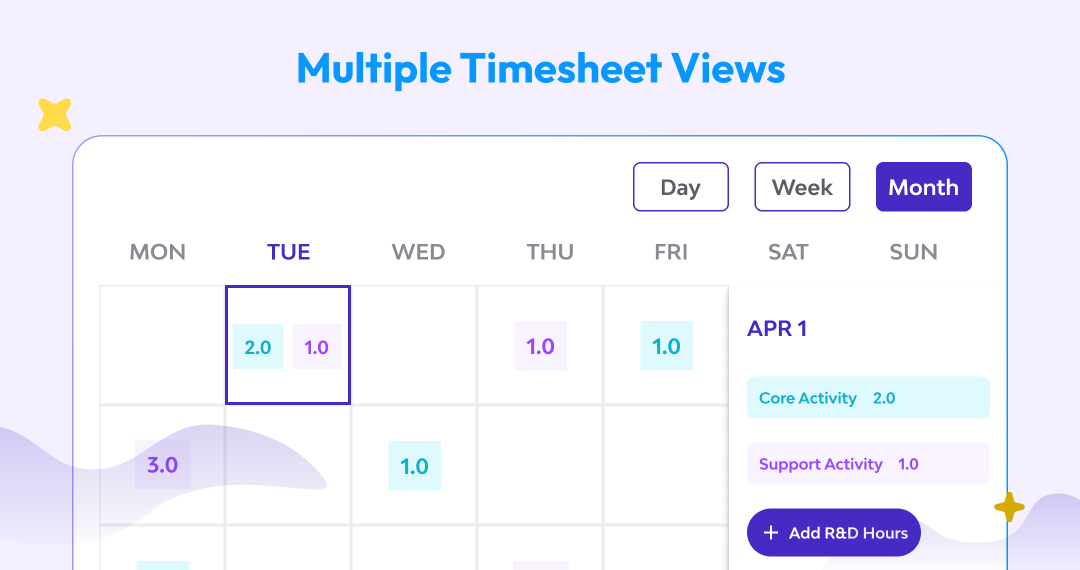 Multiple Timesheet Views
Day Week Month
MON TUE WED THU FRI SAT SUN
2.0 1.0 1.0 1.0
APR 1
Core Activity 2.0
3.0 1.0
Support Activity 1.0
+ Add R&D Hours